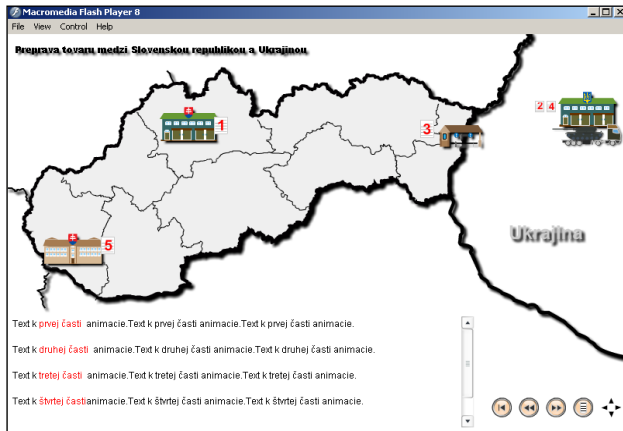 Macromedia Flash Player 8
File View Control Help
Preprava tovaru medzi Slovenskou republikou a Ukrajinou
1
2 4
3
5
Ukrajina
Text k prvej časti animacie.Text k prvej časti animacie.Text k prvej časti animacie.
Text k druhej časti animacie.Text k druhej časti animacie.Text k druhej časti animacie.
Text k tretej časti animacie.Text k tretej časti animacie.Text k tretej časti animacie.
Text k štvrtej častianimacie.Text k štvrtej časti animacie.Text k štvrtej časti animacie.